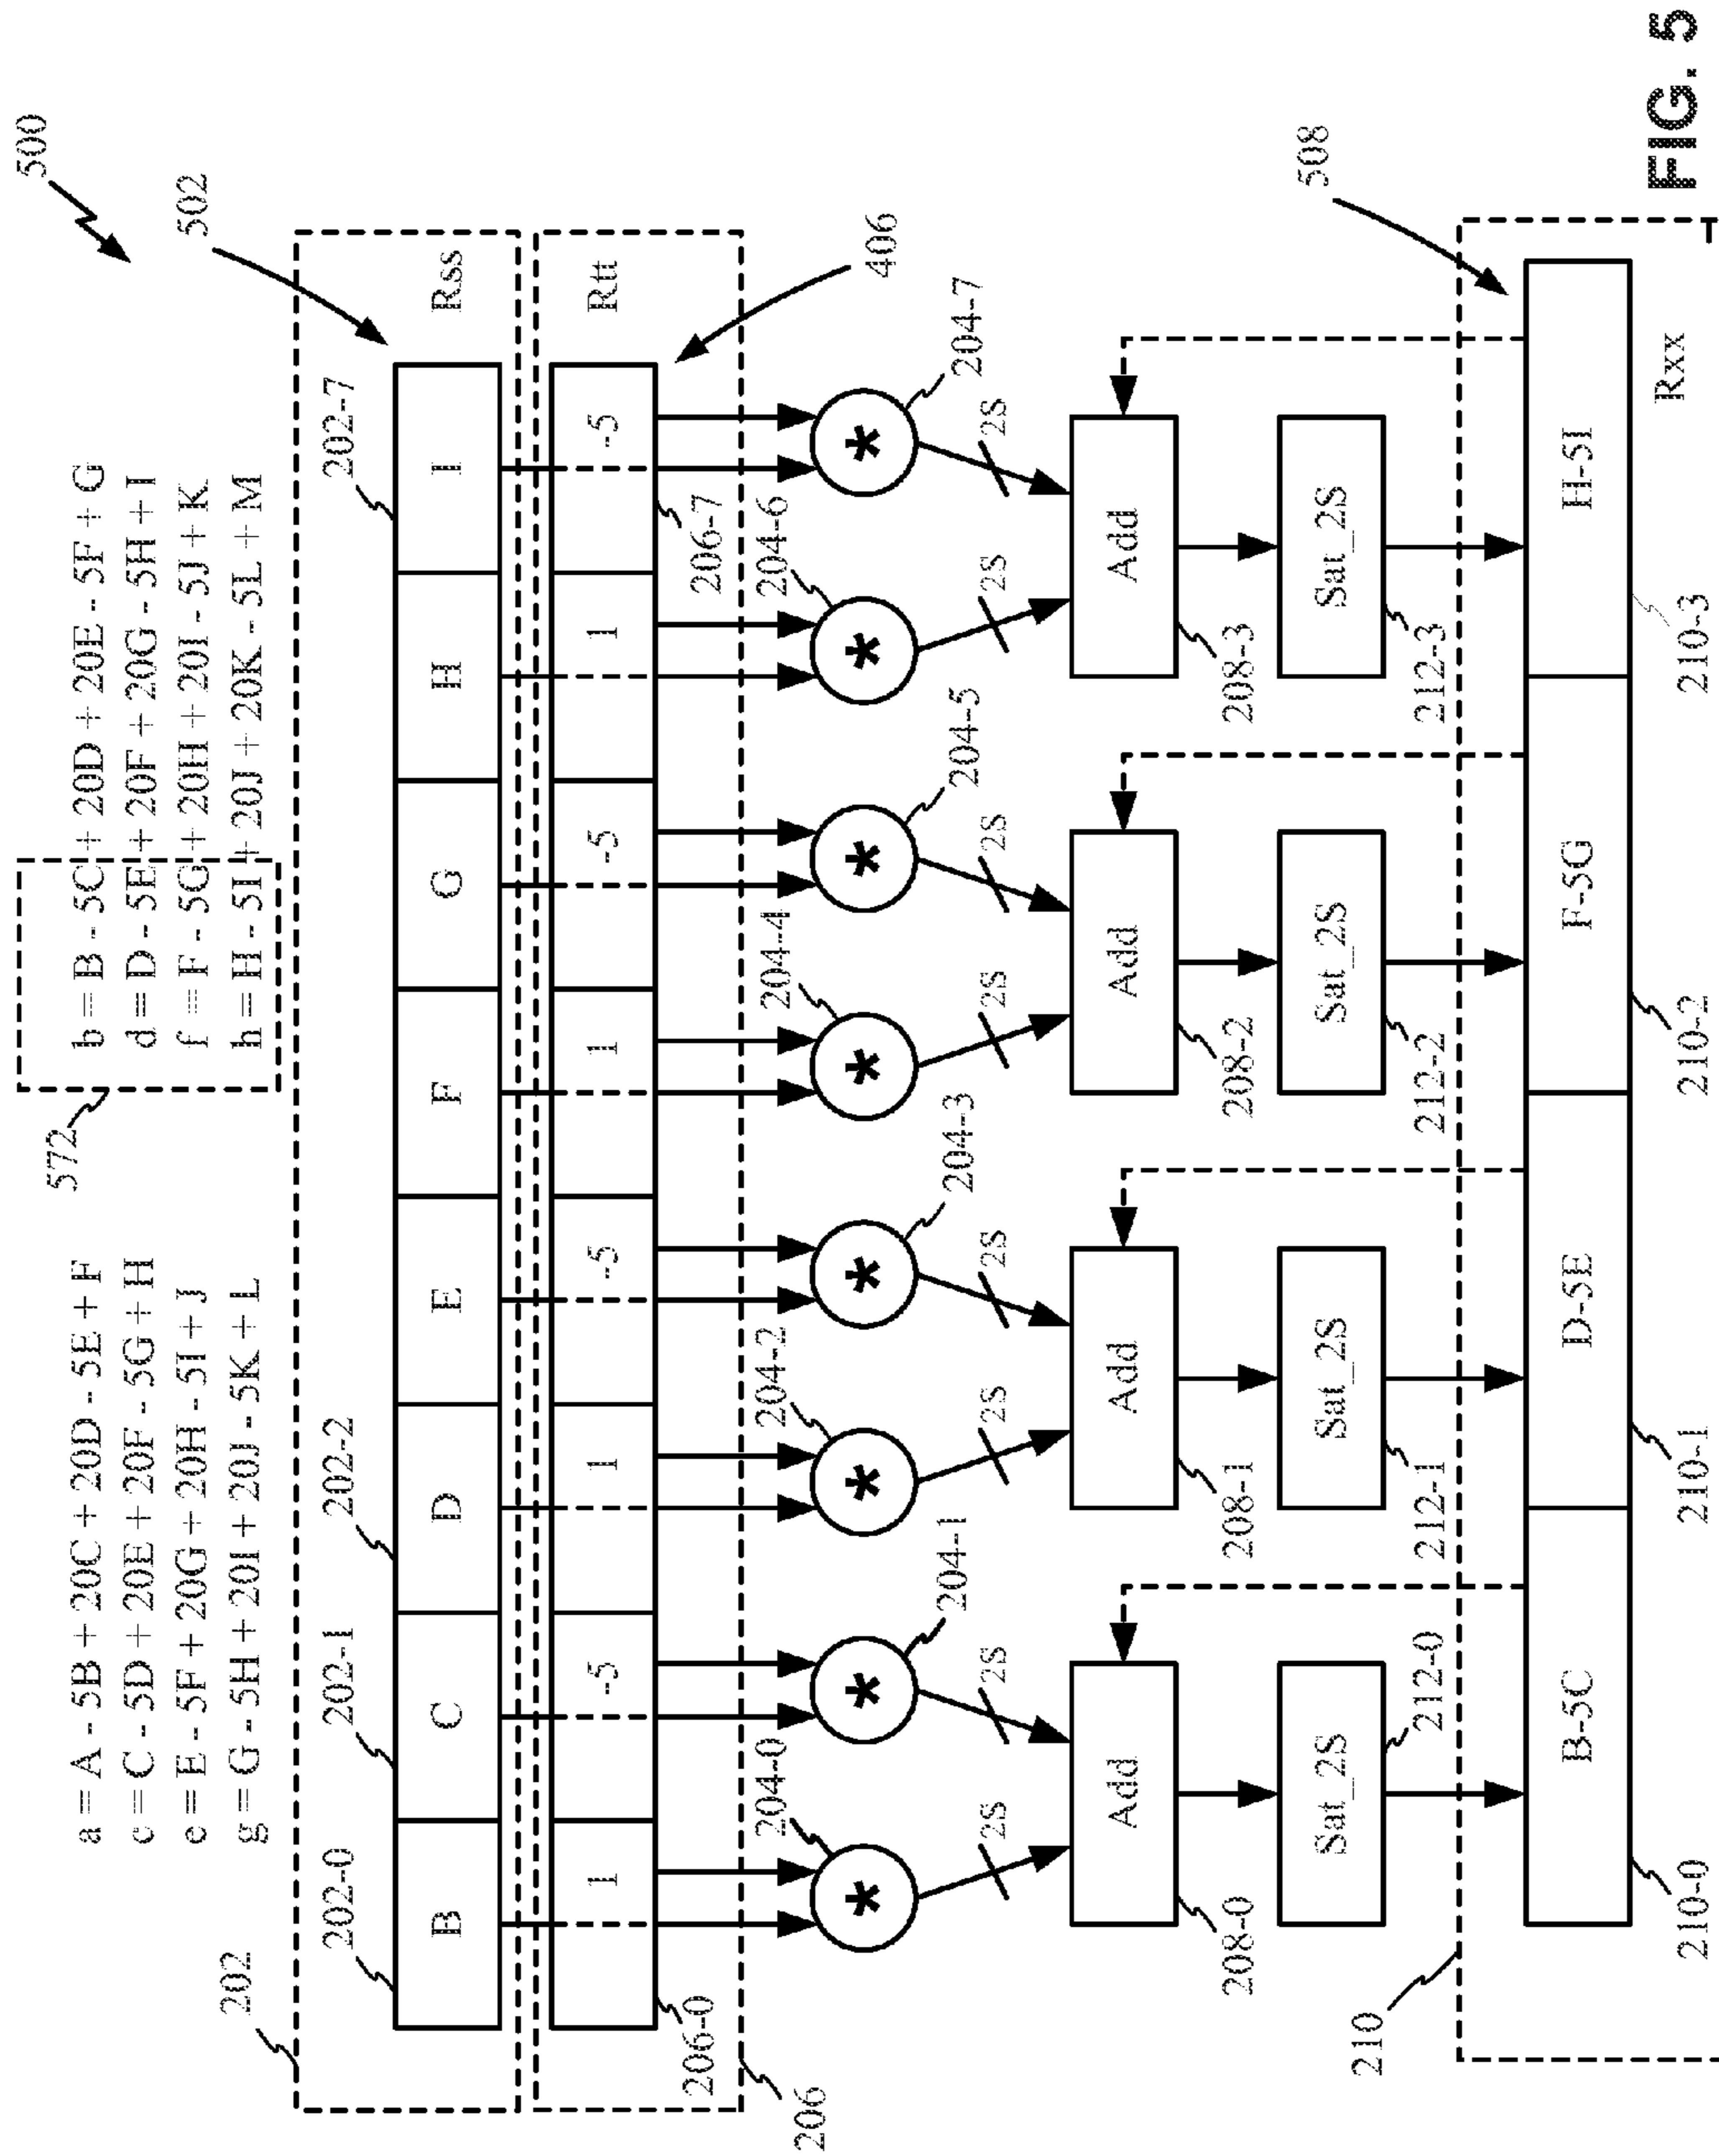 500
572
a = A - 5B + 20C + 20D - 5E + F
c = C - 5D + 20E + 20F - 5G + H
e = E - 5F + 20G + 20H - 5I + J
g = G - 5H + 20I + 20J - 5K + L
b = B - 5C + 20D + 20E - 5F + G
d = D - 5E + 20F + 20G - 5H + I
f = F - 5G + 20H + 20I - 5J + K
h = H - 5I + 20J + 20K - 5L + M
202
202-0
202-1
202-2
202-7
502
B C D E F G H I Rss
1 -5 1 -5 1 -5 1 -5 Rtt
206
206-0
206-7
406
204-0
204-1
204-2
204-3
204-4
204-5
204-6
204-7
* * * * * * * *
2S 2S 2S 2S 2S 2S 2S 2S
Add Add Add Add
208-0 208-1 208-2 208-3
Sat_2S Sat_2S Sat_2S Sat_2S
212-0 212-1 212-2 212-3
210
508
B-5C D-5E F-5G H-5I
Rxx
210-0 210-1 210-2 210-3
FIG. 5